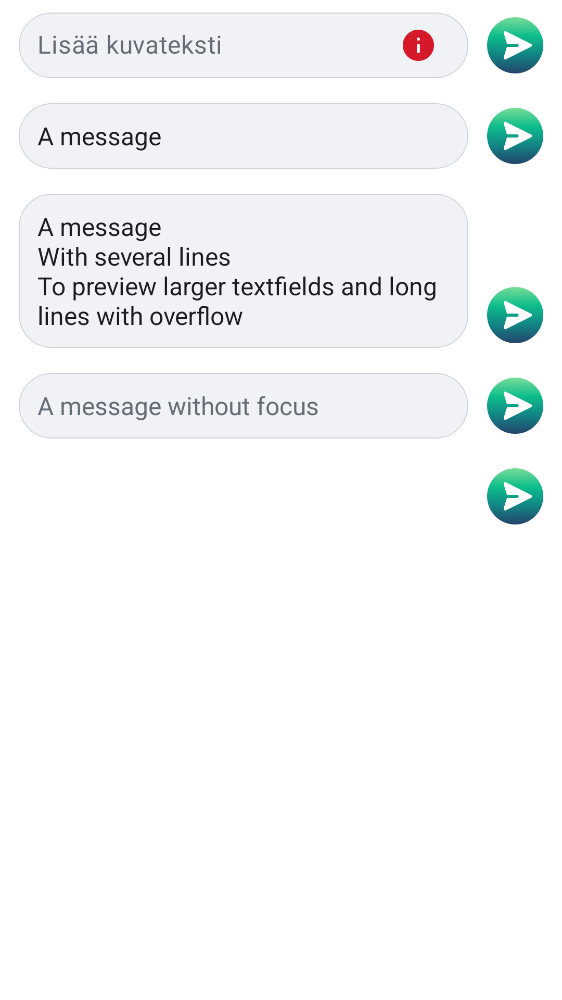 Lisää kuvateksti
A message
A message
With several lines
To preview larger textfields and long
lines with overflow
A message without focus